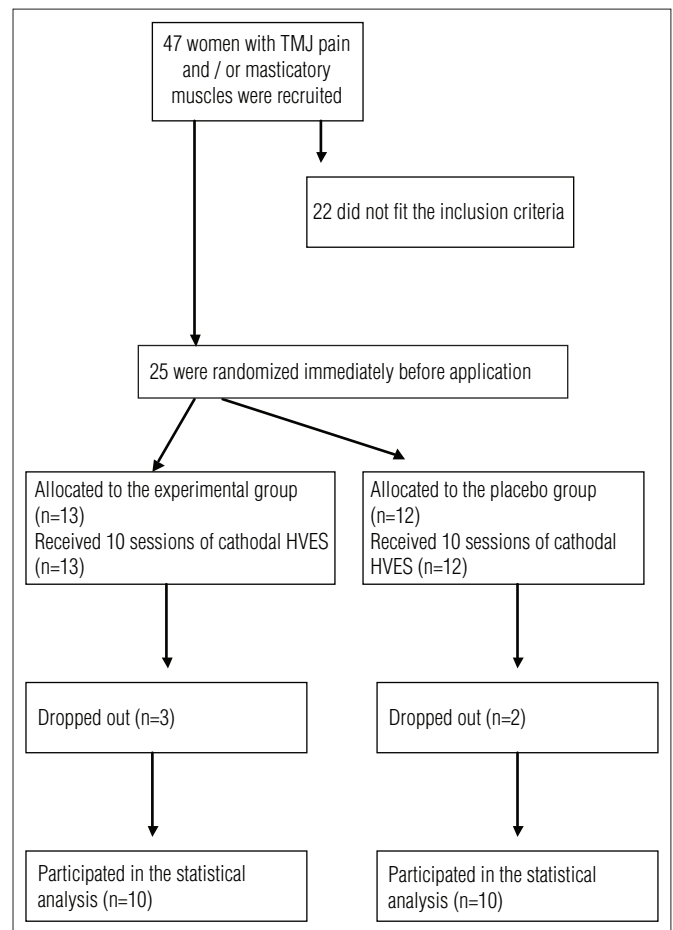 47 women with TMJ pain
and / or masticatory
muscles were recruited
22 did not fit the inclusion criteria
25 were randomized immediately before application
Allocated to the experimental group
(n=13)
Received 10 sessions of cathodal HVES
(n=13)
Allocated to the placebo group
(n=12)
Received 10 sessions of cathodal
HVES (n=12)
Dropped out (n=3)
Dropped out (n=2)
Participated in the statistical
analysis (n=10)
Participated in the statistical
analysis (n=10)